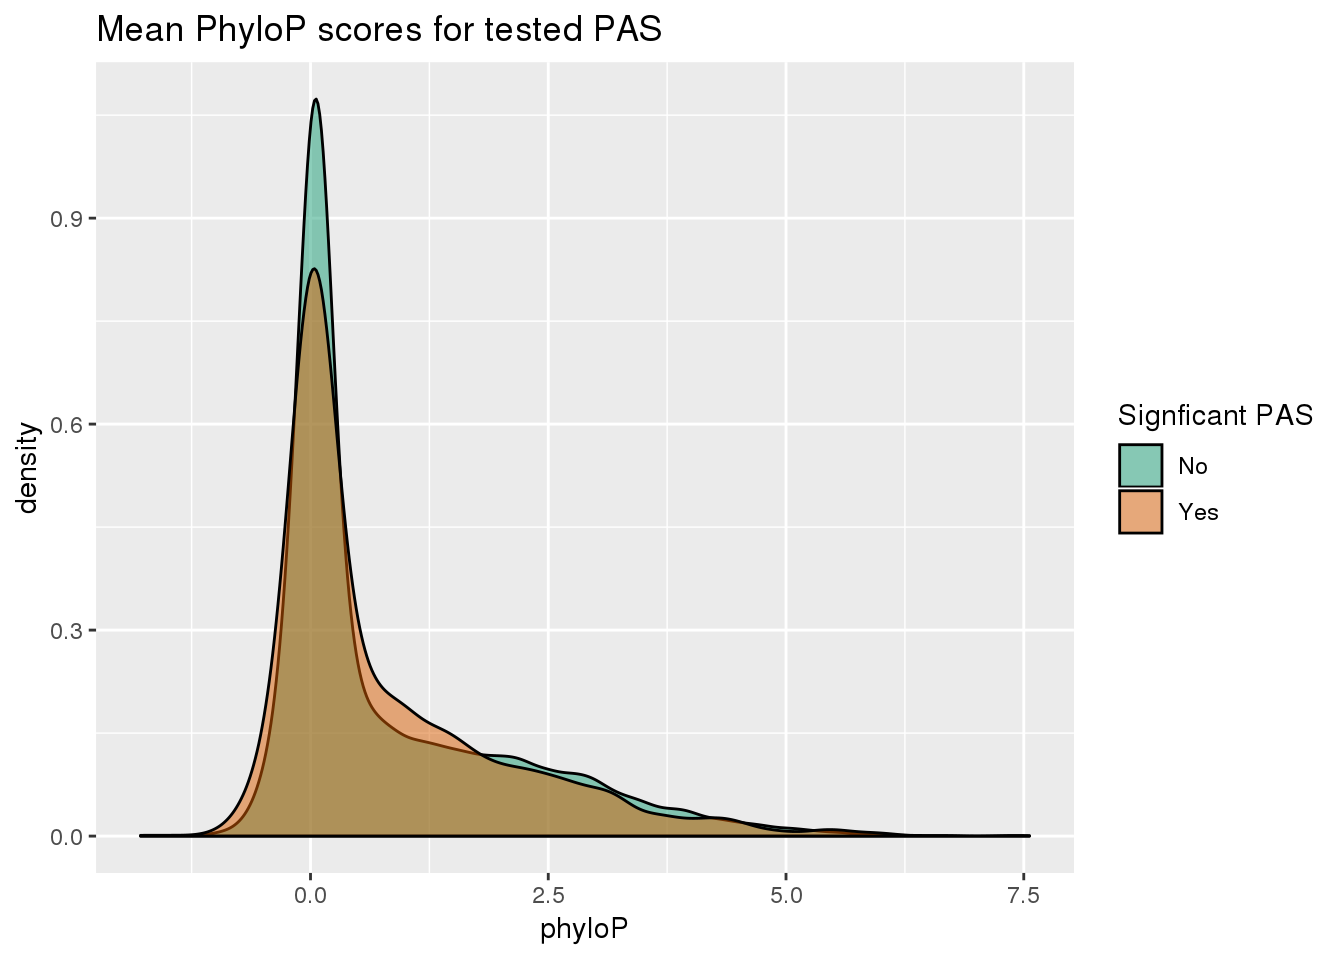 Mean PhyloP scores for tested PAS
0.9
0.6
0.3
0.0
density
0.0 2.5 5.0 7.5
phyloP
Signficant PAS
No
Yes